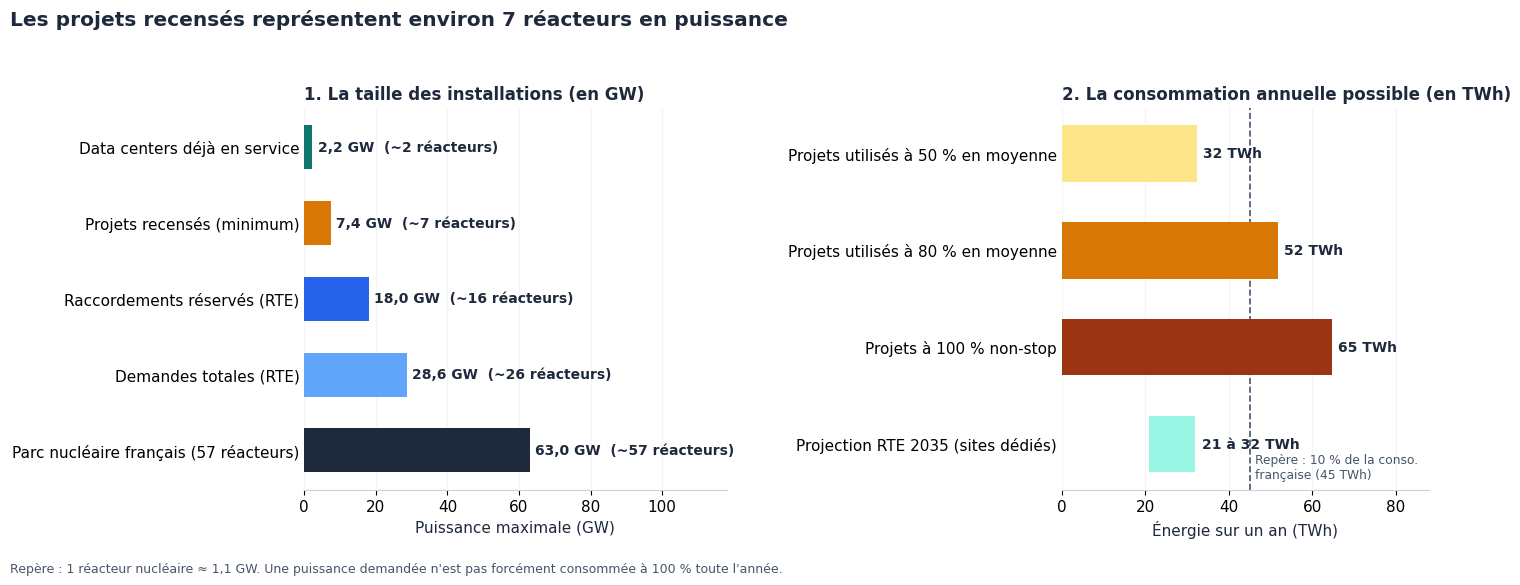 Les projets recensés représentent environ 7 réacteurs en puissance
1. La taille des installations (en GW)
Data centers déjà en service
2,2 GW (~2 réacteurs)
Projets recensés (minimum)
7,4 GW (~7 réacteurs)
Raccordements réservés (RTE)
18,0 GW (~16 réacteurs)
Demandes totales (RTE)
28,6 GW (~26 réacteurs)
Parc nucléaire français (57 réacteurs)
63,0 GW (~57 réacteurs)
0 20 40 60 80 100
Puissance maximale (GW)
2. La consommation annuelle possible (en TWh)
Projets utilisés à 50 % en moyenne
32 TWh
Projets utilisés à 80 % en moyenne
52 TWh
Projets à 100 % non-stop
65 TWh
Projection RTE 2035 (sites dédiés)
21 à 32 TWh
Repère : 10 % de la conso.
française (45 TWh)
0 20 40 60 80
Énergie sur un an (TWh)
Repère : 1 réacteur nucléaire ≈ 1,1 GW. Une puissance demandée n'est pas forcément consommée à 100 % toute l'année.